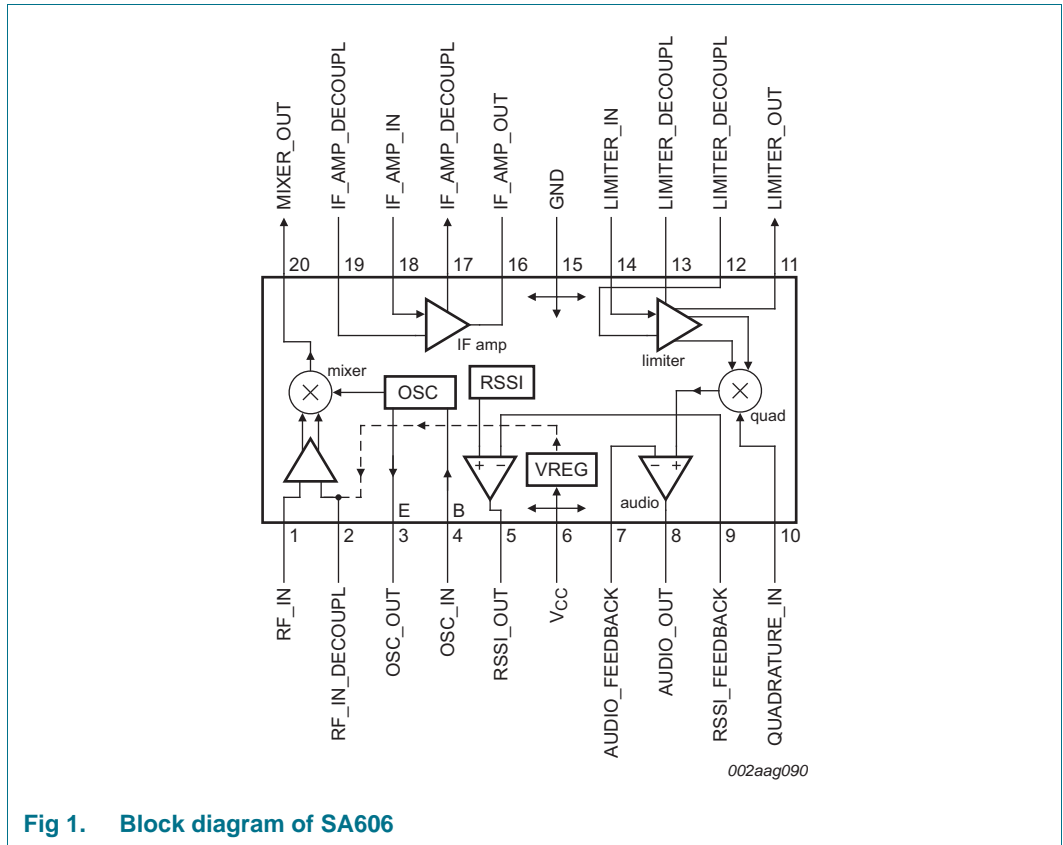 MIXER_OUT
IF_AMP_DECOUPL
IF_AMP_IN
IF_AMP_DECOUPL
IF_AMP_OUT
GND
LIMITER_IN
LIMITER_DECOUPL
LIMITER_DECOUPL
LIMITER_OUT
20 19 18 17 16 15 14 13 12 11
IF amp
limiter
mixer
OSC
RSSI
quad
+ − VREG − +
audio
E B
1 2 3 4 5 6 7 8 9 10
RF_IN
RF_IN_DECOUPL
OSC_OUT
OSC_IN
RSSI_OUT
VCC
AUDIO_FEEDBACK
AUDIO_OUT
RSSI_FEEDBACK
QUADRATURE_IN
002aag090
Fig 1. Block diagram of SA606